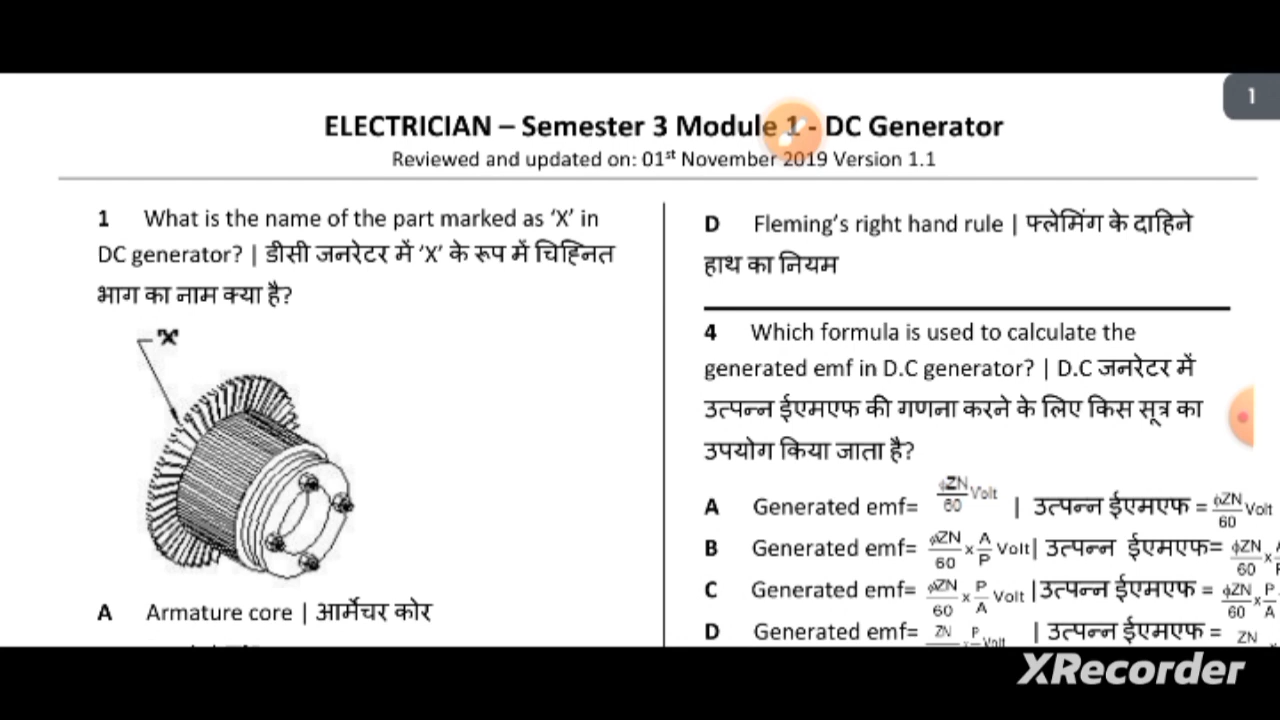 1
ELECTRICIAN – Semester 3 Module 1 - DC Generator
Reviewed and updated on: 01st November 2019 Version 1.1
1 What is the name of the part marked as ‘X’ in
DC generator? | डीसी जनरेटर में ‘X’ के रूप में चिह्नित
भाग का नाम क्या है?
'X'
A Armature core | आर्मेचर कोर
D Fleming’s right hand rule | फ्लेमिंग के दाहिने
हाथ का नियम
4 Which formula is used to calculate the
generated emf in D.C generator? | D.C जनरेटर में
उत्पन्न ईएमएफ की गणना करने के लिए किस सूत्र का
उपयोग किया जाता है?
A Generated emf= ϕZN/60 Volt | उत्पन्न ईएमएफ = ϕZN/60 Volt
B Generated emf= ϕZN/60 x A/P Volt | उत्पन्न ईएमएफ= ϕZN/60 x
C Generated emf= ϕZN/60 x P/A Volt | उत्पन्न ईएमएफ = ϕZN/60 x P/A
D Generated emf= ZN P Volt | उत्पन्न ईएमएफ = ZN
XRecorder